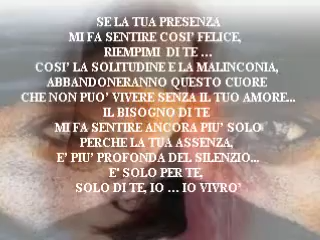 SE LA TUA PRESENZA
MI FA SENTIRE COSI' FELICE,
RIEMPIMI  DI TE …
COSI' LA SOLITUDINE E LA MALINCONIA,
ABBANDONERANNO QUESTO CUORE
CHE NON PUO' VIVERE SENZA IL TUO AMORE...
IL BISOGNO DI TE
MI FA SENTIRE ANCORA PIU' SOLO
PERCHE LA TUA ASSENZA,
E' PIU' PROFONDA DEL SILENZIO...
E' SOLO PER TE,
SOLO DI TE, IO … IO VIVRO'